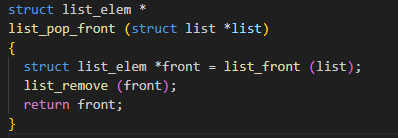 struct list_elem *
list_pop_front (struct list *list)
{
  struct list_elem *front = list_front (list);
  list_remove (front);
  return front;
}